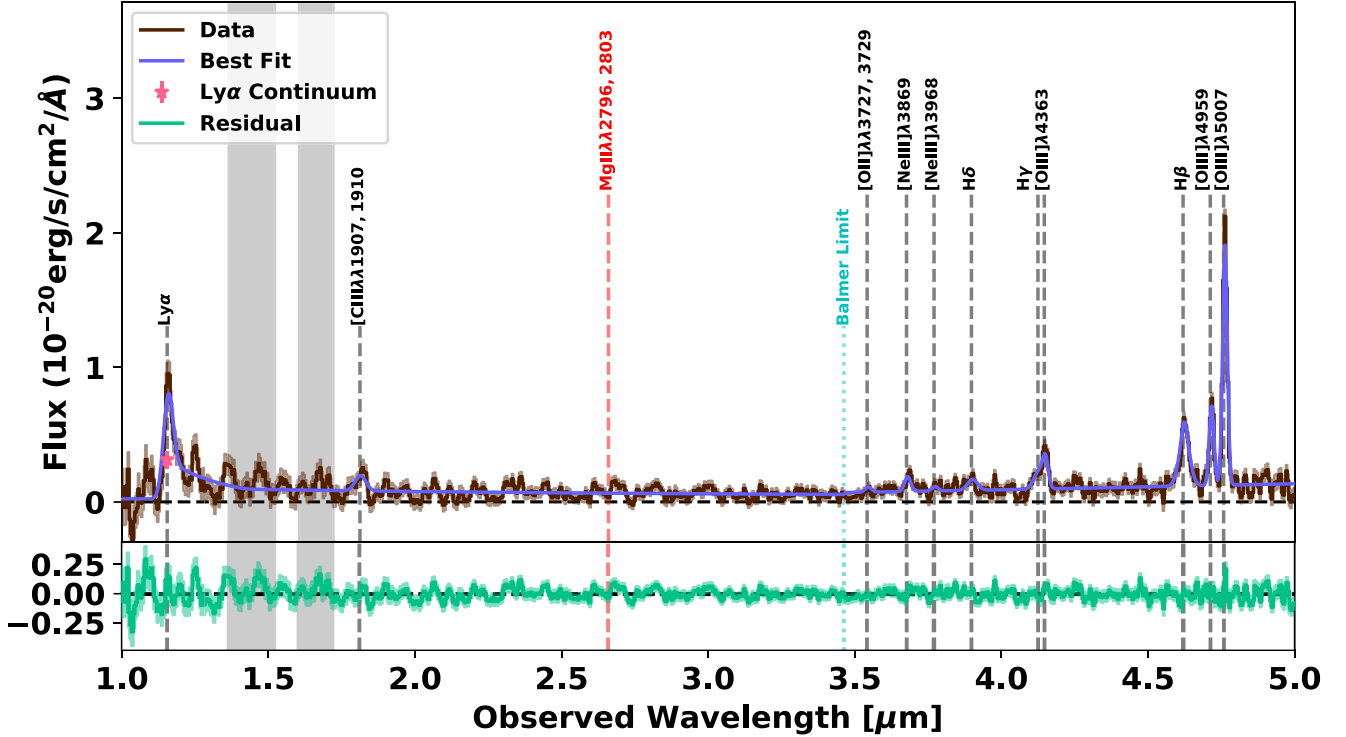 Data
Best Fit
Lyα Continuum
Residual
Flux (10⁻²⁰erg/s/cm²/Å)
3
2
1
0
Lyα
[CIIIλλ1907, 1910
MgIIλλ2796, 2803
Balmer Limit
[OII]λλ3727, 3729
[NeIII]λ3869
[NeIII]λ3968
Hδ
Hγ
[OIII]λ4363
Hβ
[OIII]λ4959
[OIII]λ5007
0.25
0.00
−0.25
1.0 1.5 2.0 2.5 3.0 3.5 4.0 4.5 5.0
Observed Wavelength [μm]